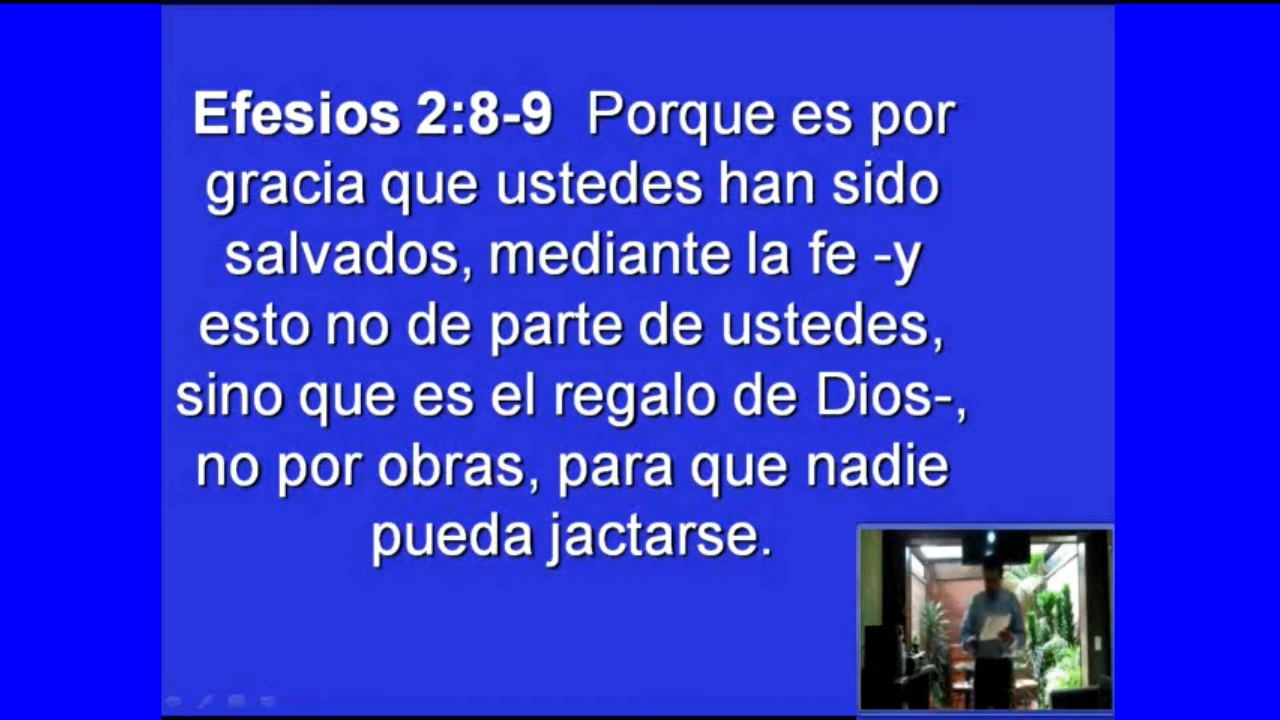 Efesios 2:8-9 Porque es por
gracia que ustedes han sido
salvados, mediante la fe -y
esto no de parte de ustedes,
sino que es el regalo de Dios-,
no por obras, para que nadie
pueda jactarse.